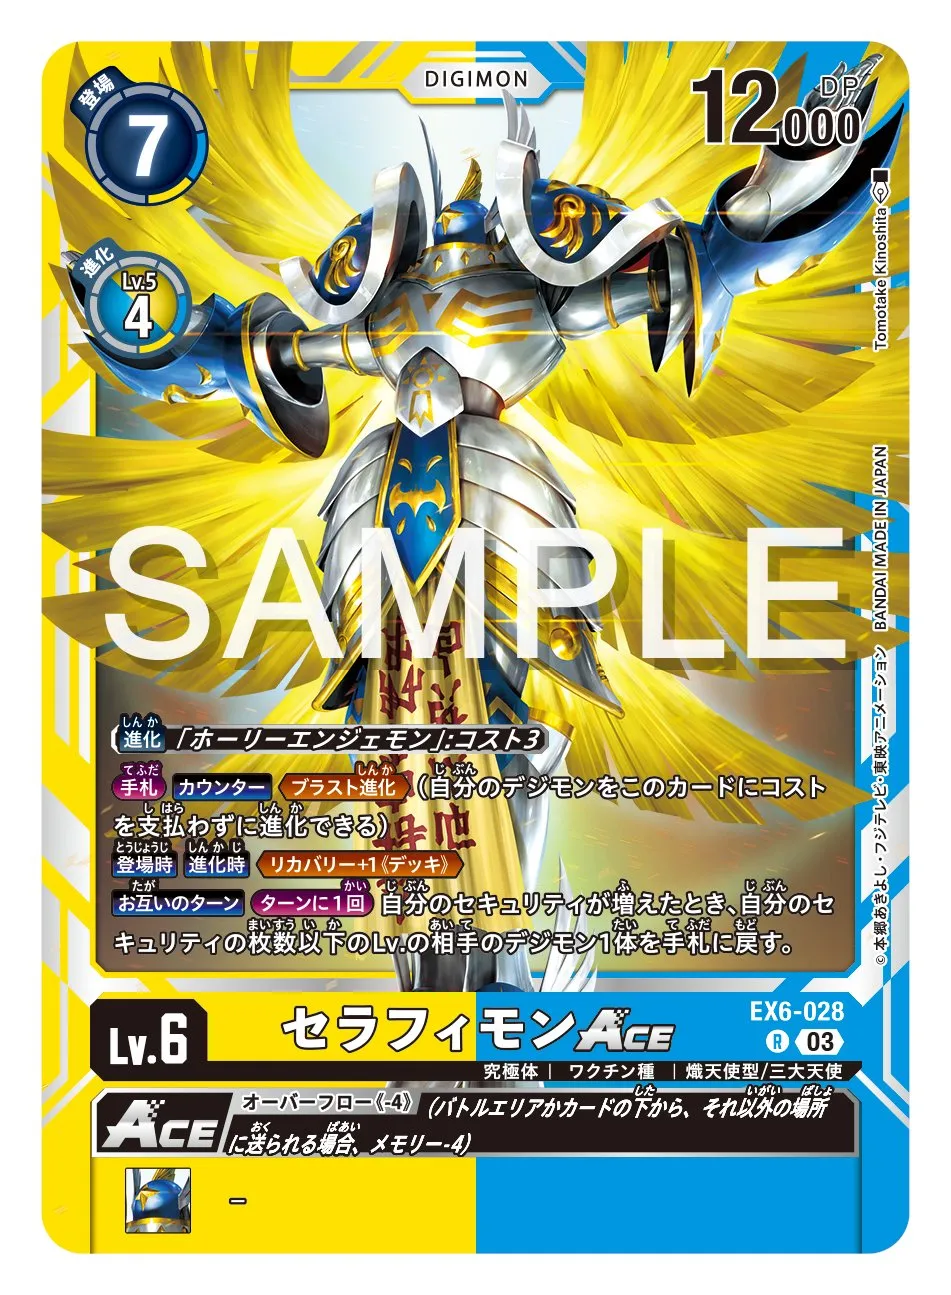 DIGIMON
登場
7
12000
DP
進化
Lv.5
4
Tomotake Kinoshita
BANDAI MADE IN JAPAN
©本郷あきよし・フジテレビ・東映アニメーション
SAMPLE
進化 「ホーリーエンジェモン」:コスト3
手札 カウンター ブラスト進化 (自分のデジモンをこのカードにコスト
を支払わずに進化できる)
登場時 進化時 リカバリー+1《デッキ》
お互いのターン ターンに1回 自分のセキュリティが増えたとき、自分のセ
キュリティの枚数以下のLv.の相手のデジモン1体を手札に戻す。
Lv.6
セラフィモンACE
EX6-028
R 03
究極体 | ワクチン種 | 熾天使型/三大天使
ACE
オーバーフロー《-4》 (バトルエリアかカードの下から、それ以外の場所
に送られる場合、メモリー-4)
–